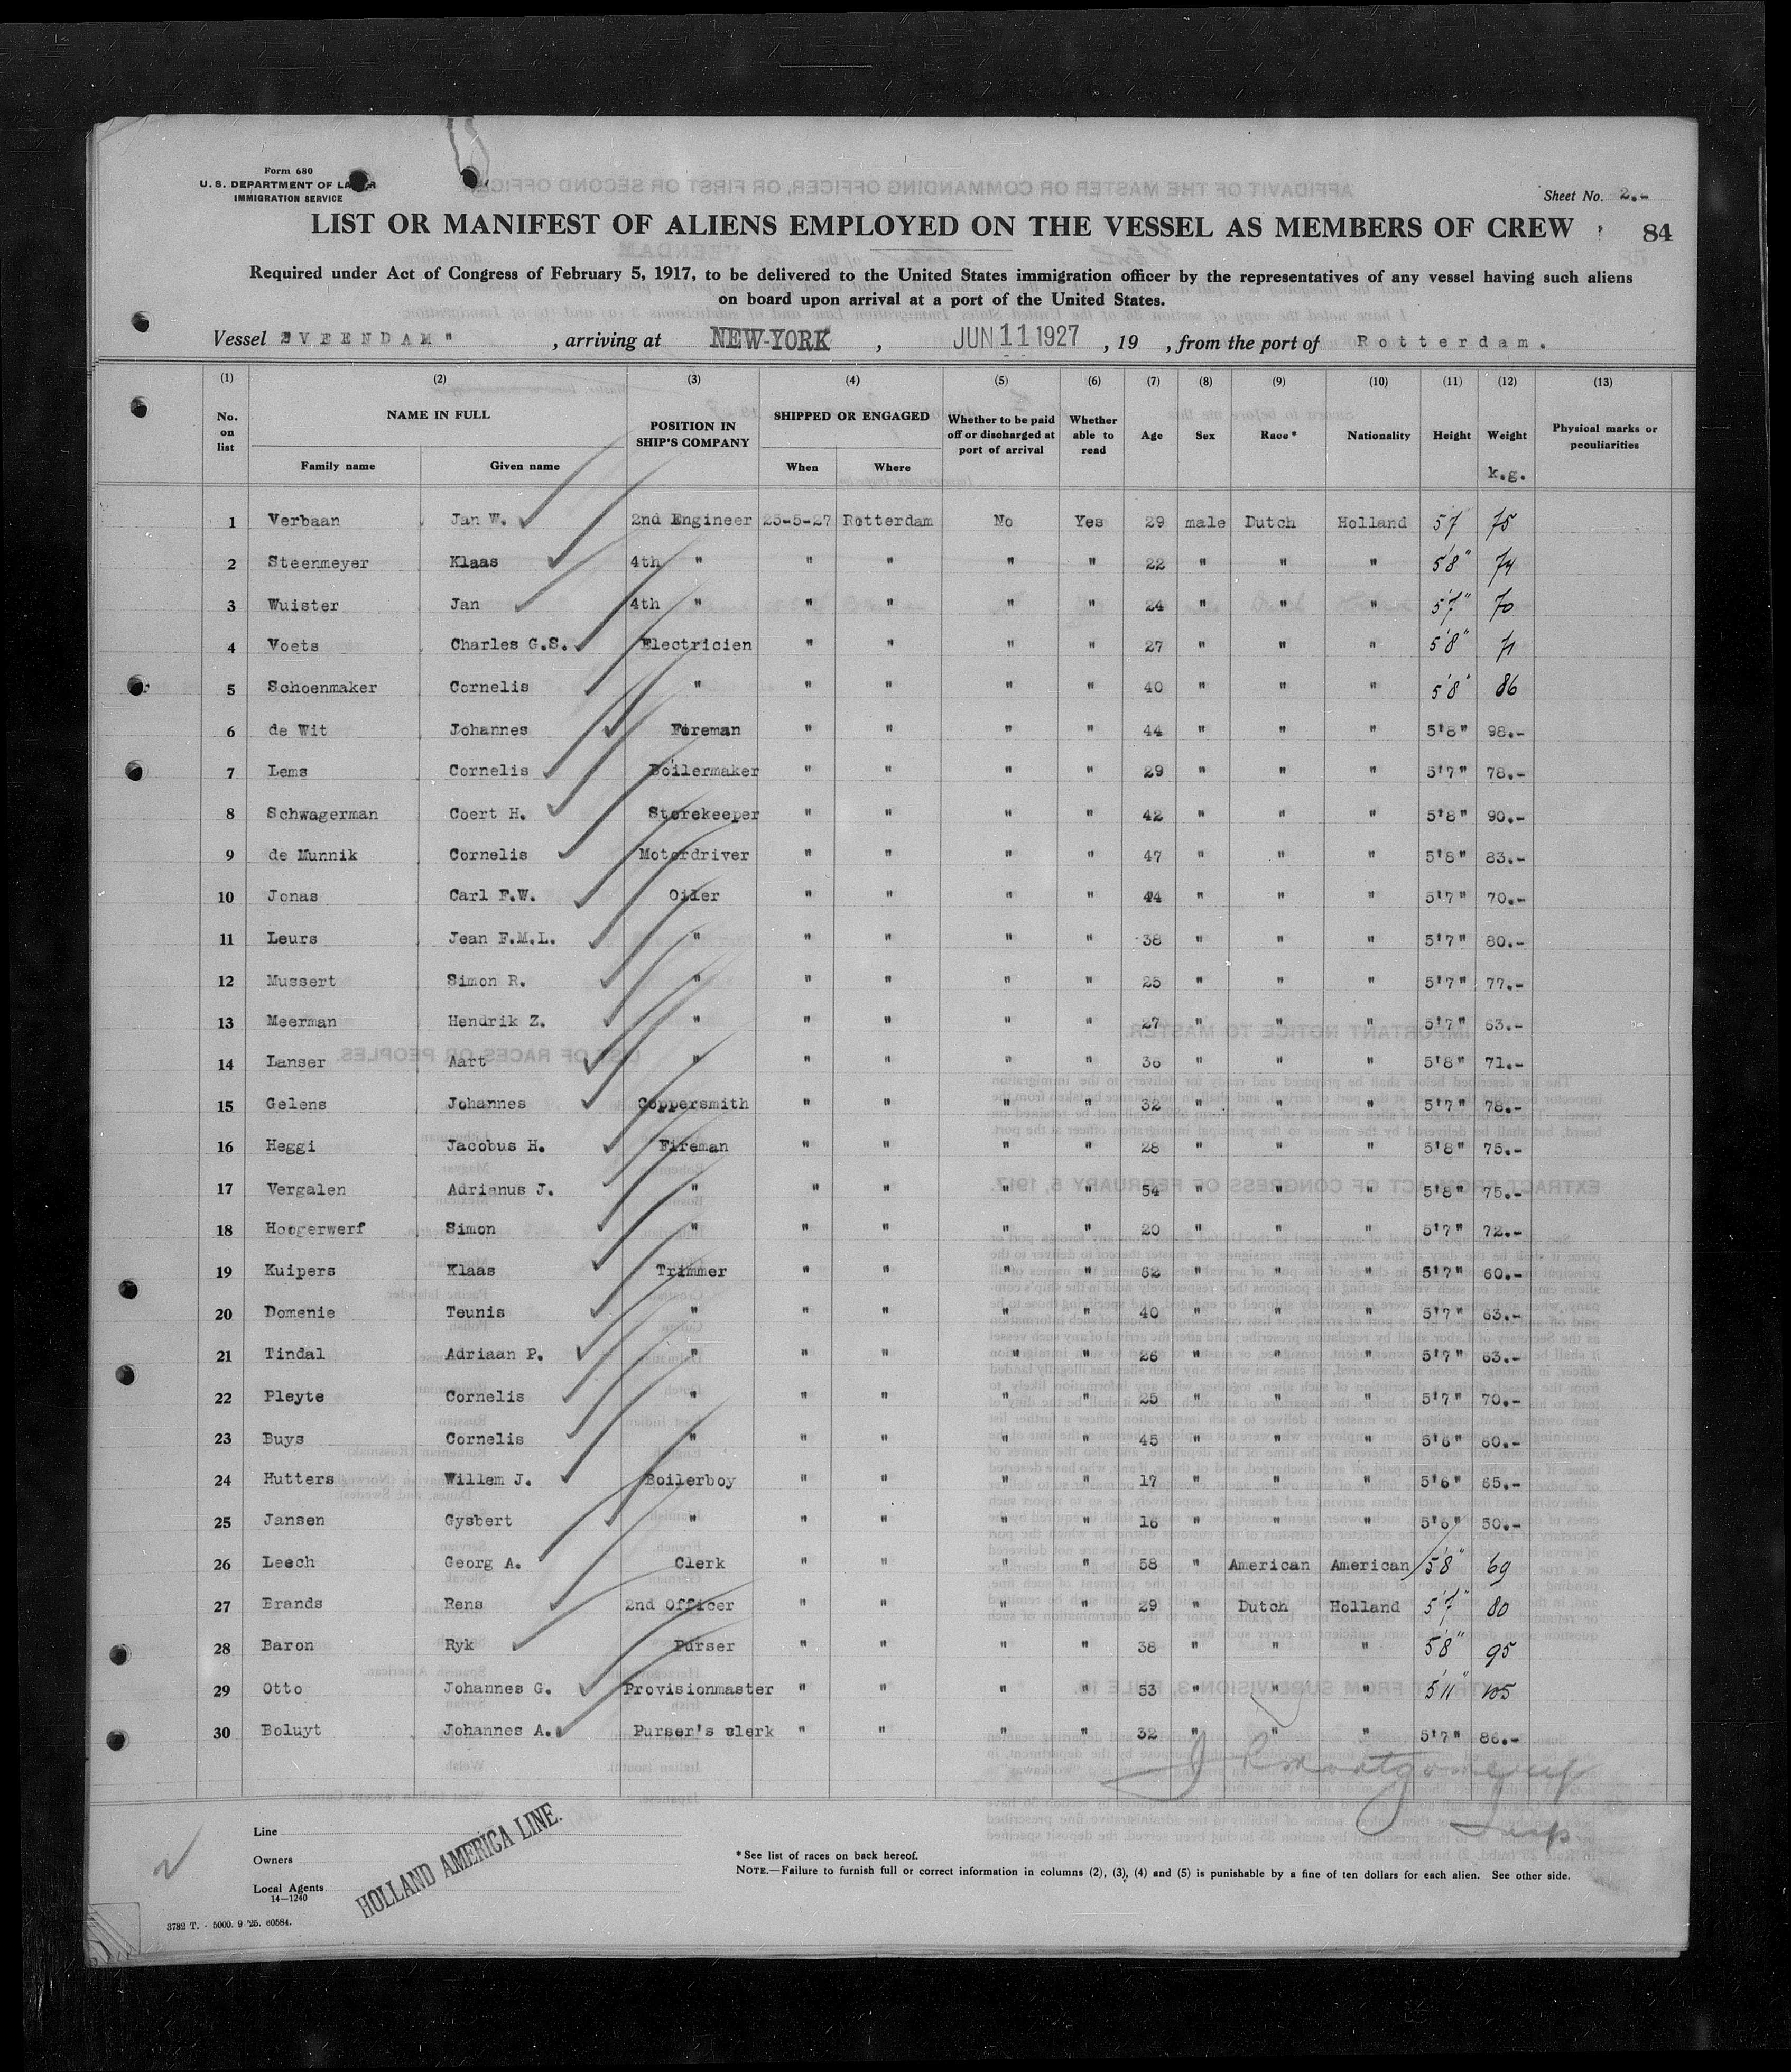 Form 680
U. S. DEPARTMENT OF LABOR
IMMIGRATION SERVICE
Sheet No. 2.-
LIST OR MANIFEST OF ALIENS EMPLOYED ON THE VESSEL AS MEMBERS OF CREW
84
Required under Act of Congress of February 5, 1917, to be delivered to the United States immigration officer by the representatives of any vessel having such aliens
on board upon arrival at a port of the United States.
Vessel "VEENDAM" , arriving at NEW-YORK , JUN 11 1927 , 19 , from the port of Rotterdam.
(1) (2) (3) (4) (5) (6) (7) (8) (9) (10) (11) (12) (13)
No. on list NAME IN FULL Family name Given name POSITION IN SHIP'S COMPANY SHIPPED OR ENGAGED When Where Whether to be paid off or discharged at port of arrival Whether able to read Age Sex Race* Nationality Height Weight k.g. Physical marks or peculiarities
1 Verbaan Jan W. 2nd Engineer 25-5-27 Rotterdam No Yes 29 male Dutch Holland 5'7 75
2 Steenmeyer Klaas 4th " " " " " 22 " " " 5'8" 74
3 Wuister Jan 4th " " " " " 24 " " " 5'7" 70
4 Voets Charles G.S. Electricien " " " " 27 " " " 5'8" 71
5 Schoenmaker Cornelis " " " " " 40 " " " 5'8" 86
6 de Wit Johannes Foreman " " " " 44 " " " 5'8" 98.-
7 Lems Cornelis Boilermaker " " " " 29 " " " 5'7" 78.-
8 Schwagerman Coert H. Storekeeper " " " " 42 " " " 5'8" 90.-
9 de Munnik Cornelis Motordriver " " " " 47 " " " 5'8" 83.-
10 Jonas Carl F.W. Oiler " " " " 44 " " " 5'7" 70.-
11 Leurs Jean F.M.L. " " " " " 38 " " " 5'7" 80.-
12 Mussert Simon R. " " " " " 25 " " " 5'7" 77.-
13 Meerman Hendrik Z. " " " " " 27 " " " 5'7" 63.-
14 Lanser Aart " " " " " 36 " " " 5'8" 71.-
15 Gelens Johannes Coppersmith " " " " 32 " " " 5'7" 78.-
16 Heggi Jacobus H. Fireman " " " " 28 " " " 5'8" 75.-
17 Vergalen Adrianus J. " " " " " 54 " " " 5'8" 75.-
18 Hoogerwerf Simon " " " " " 20 " " " 5'7" 72.-
19 Kuipers Klaas Trimmer " " " " 62 " " " 5'7" 60.-
20 Domenie Teunis " " " " " 40 " " " 5'7" 63.-
21 Tindal Adriaan P. " " " " " 26 " " " 5'7" 63.-
22 Pleyte Cornelis " " " " " 25 " " " 5'7" 70.-
23 Buys Cornelis " " " " " 45 " " " 5'6" 60.-
24 Hutters Willem J. Boilerboy " " " " 17 " " " 5'6" 65.-
25 Jansen Gysbert " " " " " 16 " " " 5'6" 50.-
26 Leech Georg A. Clerk " " " " 58 " American American 5'8" 69
27 Brands Rens 2nd Officer " " " " 29 " Dutch Holland 5'7" 80
28 Baron Ryk Purser " " " " 38 " " " 5'8" 95
29 Otto Johannes G. Provisionmaster " " " " 53 " " " 5'11" 105
30 Boluyt Johannes A. Purser's clerk " " " " 32 " " " 5'7" 86.-
Montgomery
Insp
Line
Owners
Local Agents
14—1240
HOLLAND AMERICA LINE.
* See list of races on back hereof.
NOTE.—Failure to furnish full or correct information in columns (2), (3), (4) and (5) is punishable by a fine of ten dollars for each alien. See other side.
3782 T. - 5000. 9 '25. 60584.